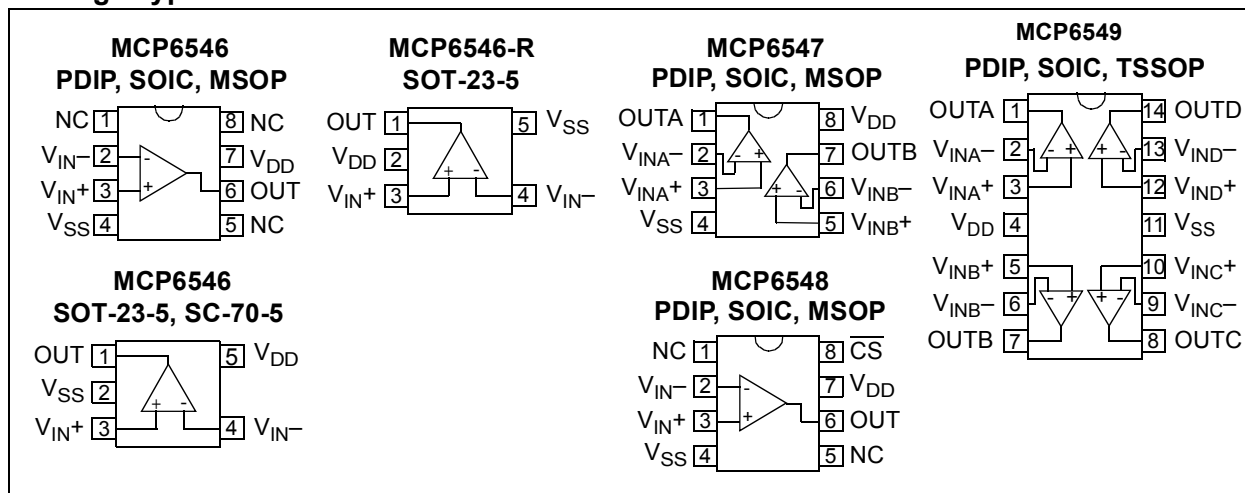 MCP6546
PDIP, SOIC, MSOP
NC 1 8 NC
VIN– 2 - 7 VDD
VIN+ 3 + 6 OUT
VSS 4 5 NC
MCP6546
SOT-23-5, SC-70-5
OUT 1 5 VDD
VSS 2
VIN+ 3 + - 4 VIN–
MCP6546-R
SOT-23-5
OUT 1 5 VSS
VDD 2
VIN+ 3 + - 4 VIN–
MCP6547
PDIP, SOIC, MSOP
OUTA 1 8 VDD
VINA– 2 - + 7 OUTB
VINA+ 3 + - 6 VINB–
VSS 4 5 VINB+
MCP6548
PDIP, SOIC, MSOP
NC 1 8 CS
VIN– 2 - 7 VDD
VIN+ 3 + 6 OUT
VSS 4 5 NC
MCP6549
PDIP, SOIC, TSSOP
OUTA 1 14 OUTD
VINA– 2 - + + - 13 VIND–
VINA+ 3 12 VIND+
VDD 4 11 VSS
VINB+ 5 10 VINC+
VINB– 6 - + + - 9 VINC–
OUTB 7 8 OUTC